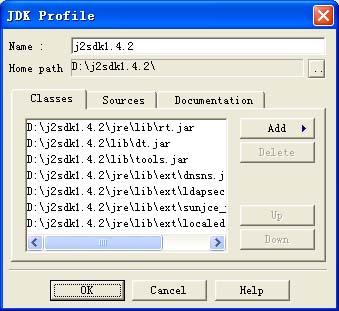 JDK Profile
Name : j2sdk1.4.2
Home path D:\j2sdk1.4.2\ ..
Classes Sources Documentation
D:\j2sdk1.4.2\jre\lib\rt.jar
D:\j2sdk1.4.2\lib\dt.jar
D:\j2sdk1.4.2\lib\tools.jar
D:\j2sdk1.4.2\jre\lib\ext\dnsns.j
D:\j2sdk1.4.2\jre\lib\ext\ldapsec
D:\j2sdk1.4.2\jre\lib\ext\sunjce_
D:\j2sdk1.4.2\jre\lib\ext\localed
Add
Delete
Up
Down
OK Cancel Help